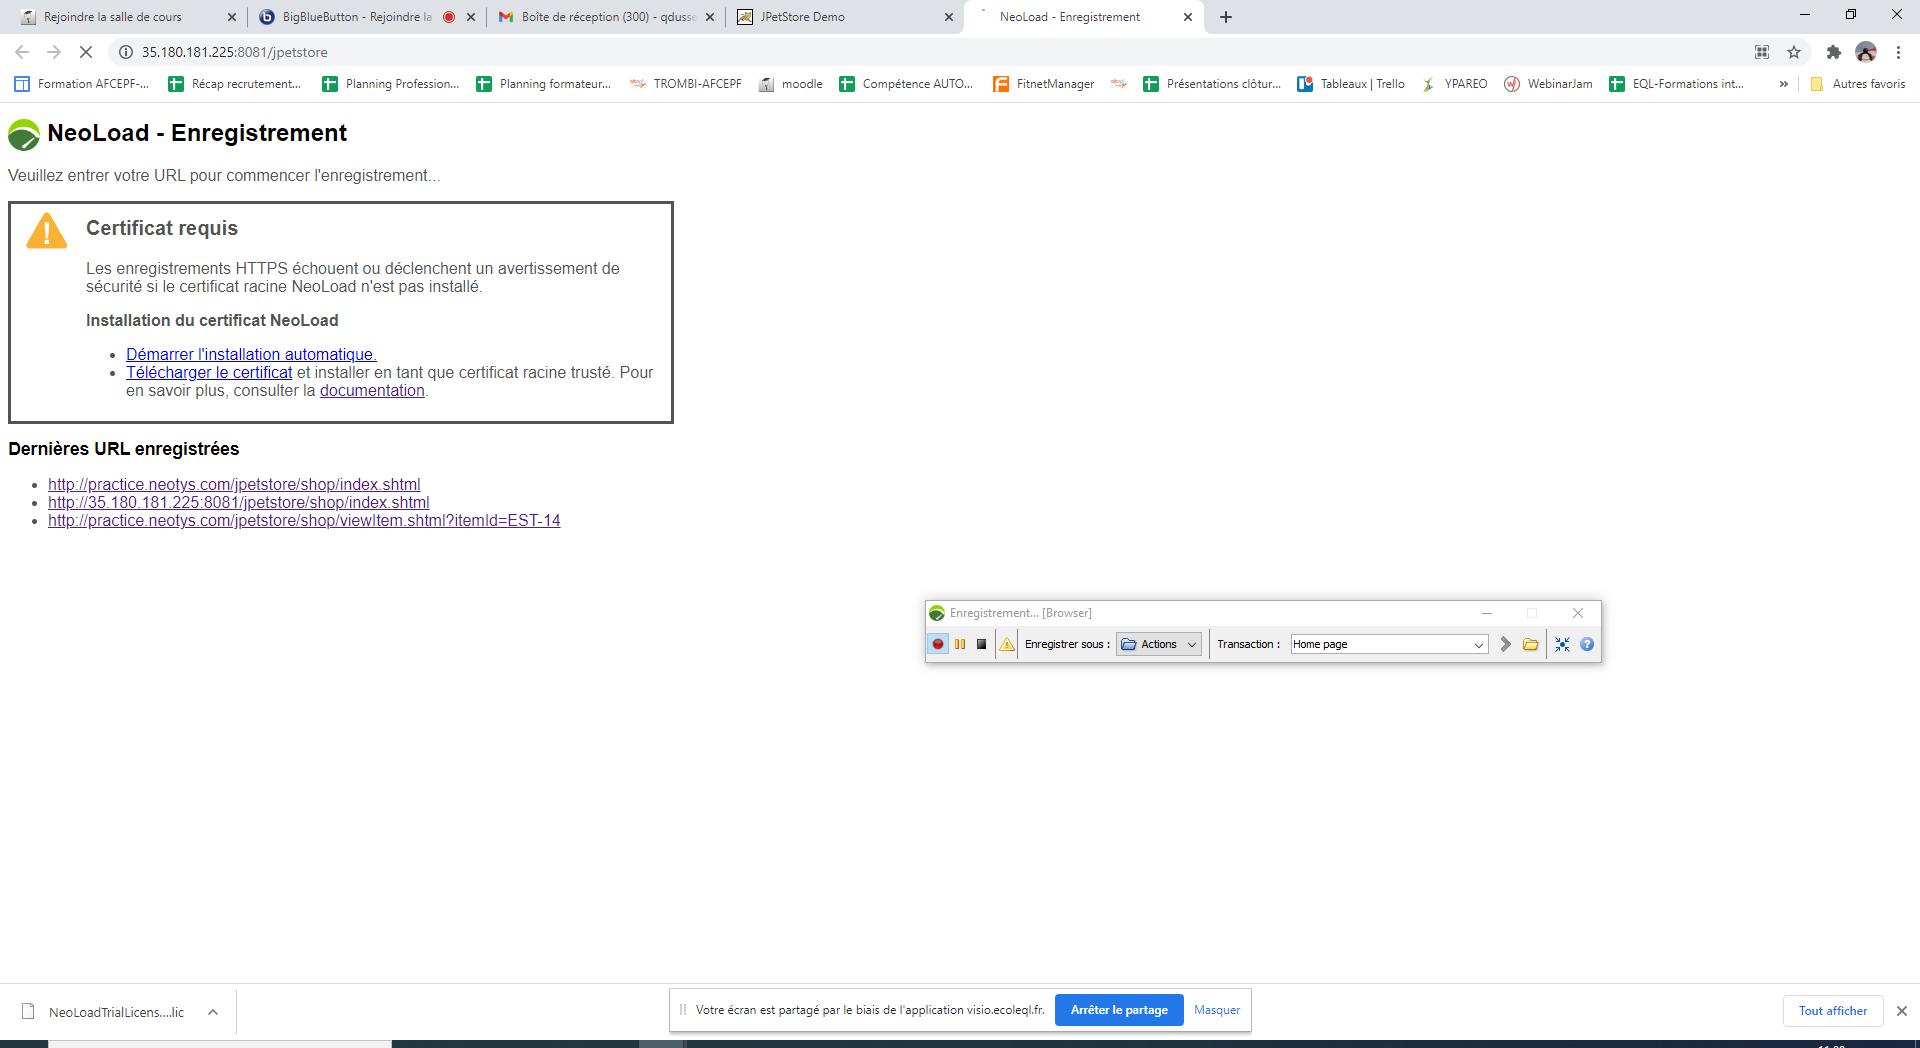 Rejoindre la salle de cours
BigBlueButton - Rejoindre la
Boîte de réception (300) - qdusse
JPetStore Demo
NeoLoad - Enregistrement
35.180.181.225:8081/jpetstore
Formation AFCEPF-...
Récap recrutement...
Planning Profession...
Planning formateur...
TROMBI-AFCEPF
moodle
Compétence AUTO...
FitnetManager
Présentations clôtur...
Tableaux | Trello
YPAREO
WebinarJam
EQL-Formations int...
»
Autres favoris
NeoLoad - Enregistrement
Veuillez entrer votre URL pour commencer l'enregistrement...
Certificat requis
Les enregistrements HTTPS échouent ou déclenchent un avertissement de
sécurité si le certificat racine NeoLoad n'est pas installé.
Installation du certificat NeoLoad
• Démarrer l'installation automatique.
• Télécharger le certificat et installer en tant que certificat racine trusté. Pour
en savoir plus, consulter la documentation.
Dernières URL enregistrées
• http://practice.neotys.com/jpetstore/shop/index.shtml
• http://35.180.181.225:8081/jpetstore/shop/index.shtml
• http://practice.neotys.com/jpetstore/shop/viewItem.shtml?itemId=EST-14
Enregistrement... [Browser]
Enregistrer sous : Actions Transaction : Home page
NeoLoadTrialLicens....lic
Votre écran est partagé par le biais de l'application visio.ecoleql.fr.
Arrêter le partage
Masquer
Tout afficher